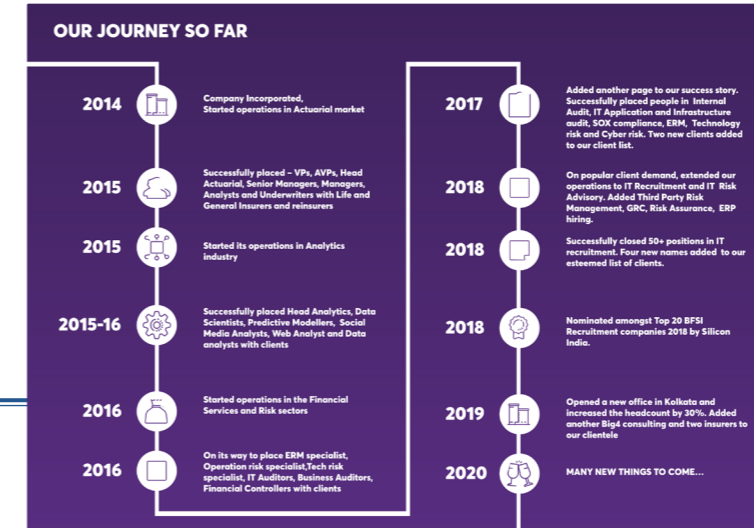 OUR JOURNEY SO FAR
2014
Company Incorporated,
Started operations in Actuarial market
2015
Successfully placed – VPs, AVPs, Head
Actuarial, Senior Managers, Managers,
Analysts and Underwriters with Life and
General Insurers and reinsurers
2015
Started its operations in Analytics
industry
2015-16
Successfully placed Head Analytics, Data
Scientists, Predictive Modellers, Social
Media Analysts, Web Analyst and Data
analysts with clients
2016
Started operations in the Financial
Services and Risk sectors
2016
On its way to place ERM specialist,
Operation risk specialist,Tech risk
specialist, IT Auditors, Business Auditors,
Financial Controllers with clients
2017
Added another page to our success story.
Successfully placed people in Internal
Audit, IT Application and Infrastructure
audit, SOX compliance, ERM, Technology
risk and Cyber risk. Two new clients added
to our client list.
2018
On popular client demand, extended our
operations to IT Recruitment and IT Risk
Advisory. Added Third Party Risk
Management, GRC, Risk Assurance, ERP
hiring.
2018
Successfully closed 50+ positions in IT
recruitment. Four new names added to our
esteemed list of clients.
2018
Nominated amongst Top 20 BFSI
Recruitment companies 2018 by Silicon
India.
2019
Opened a new office in Kolkata and
increased the headcount by 30%. Added
another Big4 consulting and two insurers to
our clientele
2020
MANY NEW THINGS TO COME...